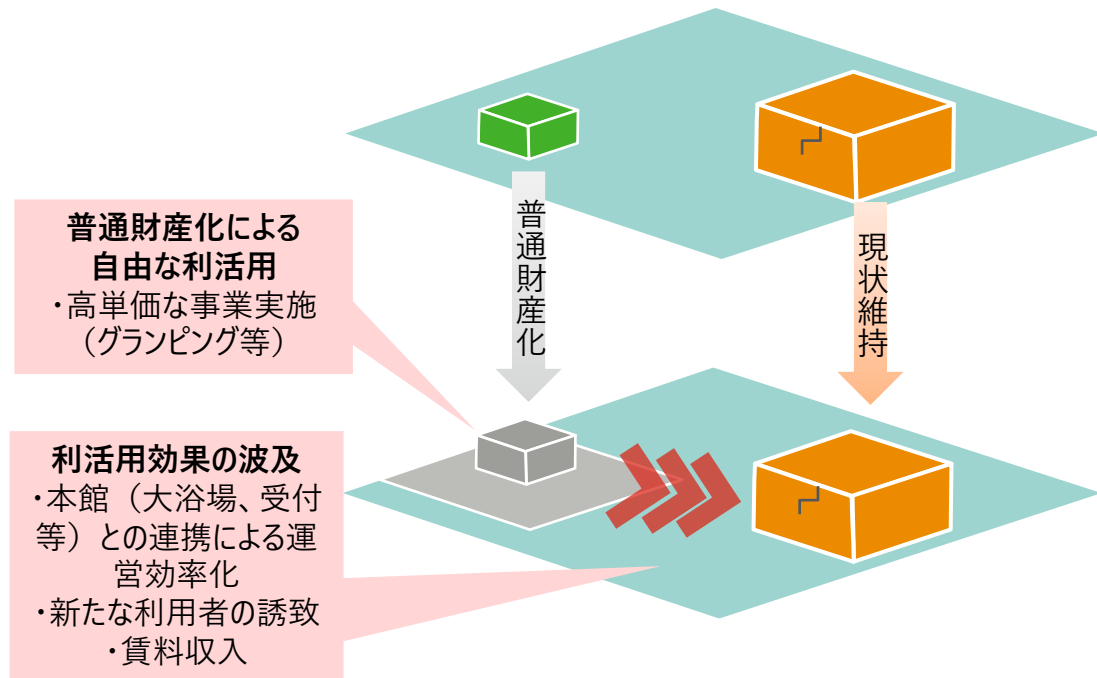 普通財産化
現状維持
普通財産化による
自由な利活用
・高単価な事業実施
（グランピング等）
利活用効果の波及
・本館（大浴場、受付
等）との連携による運
営効率化
・新たな利用者の誘致
・賃料収入